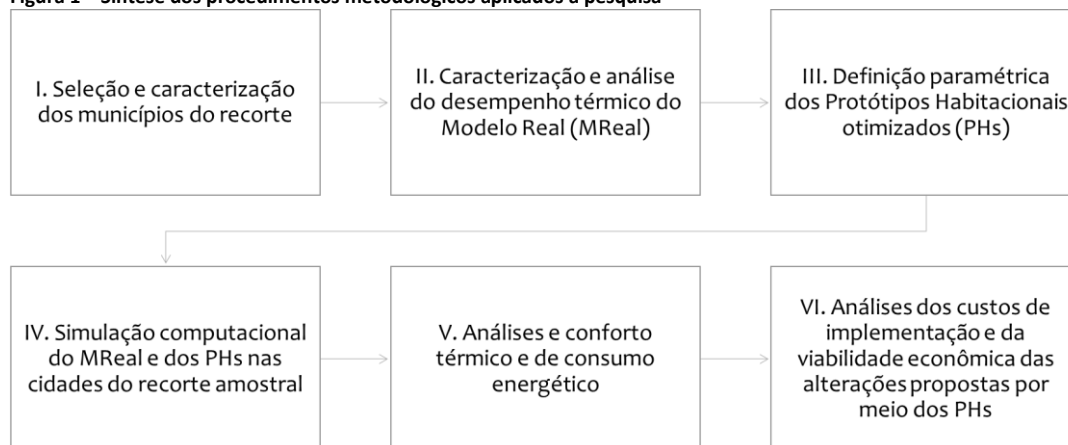 Figura 1 – Síntese dos procedimentos metodológicos aplicados à pesquisa
I. Seleção e caracterização
dos municípios do recorte
II. Caracterização e análise
do desempenho térmico do
Modelo Real (MReal)
III. Definição paramétrica
dos Protótipos Habitacionais
otimizados (PHs)
IV. Simulação computacional
do MReal e dos PHs nas
cidades do recorte amostral
V. Análises e conforto
térmico e de consumo
energético
VI. Análises dos custos de
implementação e da
viabilidade econômica das
alterações propostas por
meio dos PHs